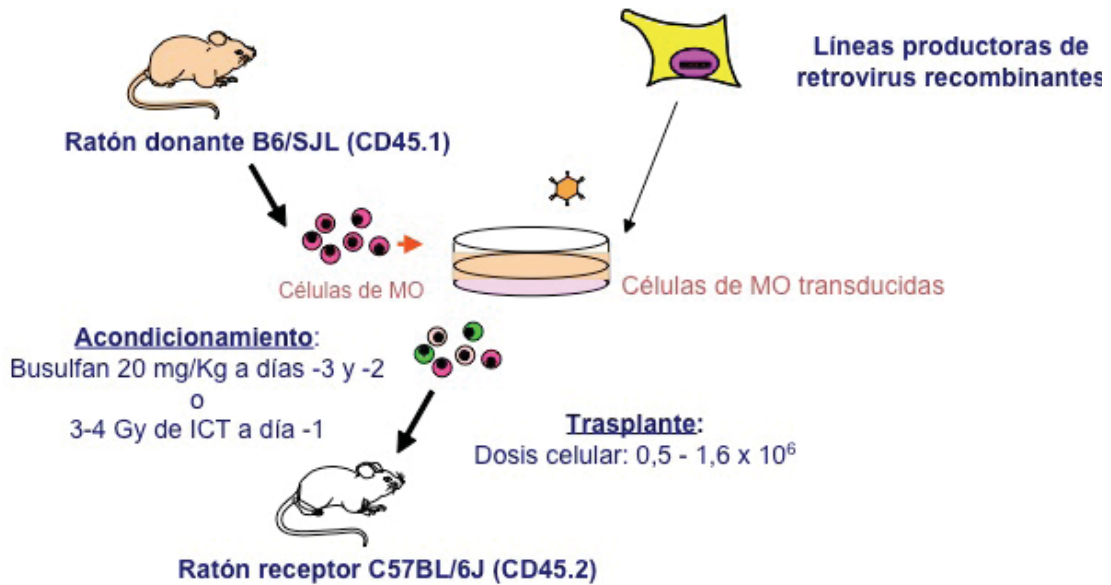 Líneas productoras de
retrovirus recombinantes
Ratón donante B6/SJL (CD45.1)
Células de MO
Células de MO transducidas
Acondicionamiento:
Busulfan 20 mg/Kg a días -3 y -2
o
3-4 Gy de ICT a día -1
Trasplante:
Dosis celular: 0,5 - 1,6 x 10⁶
Ratón receptor C57BL/6J (CD45.2)